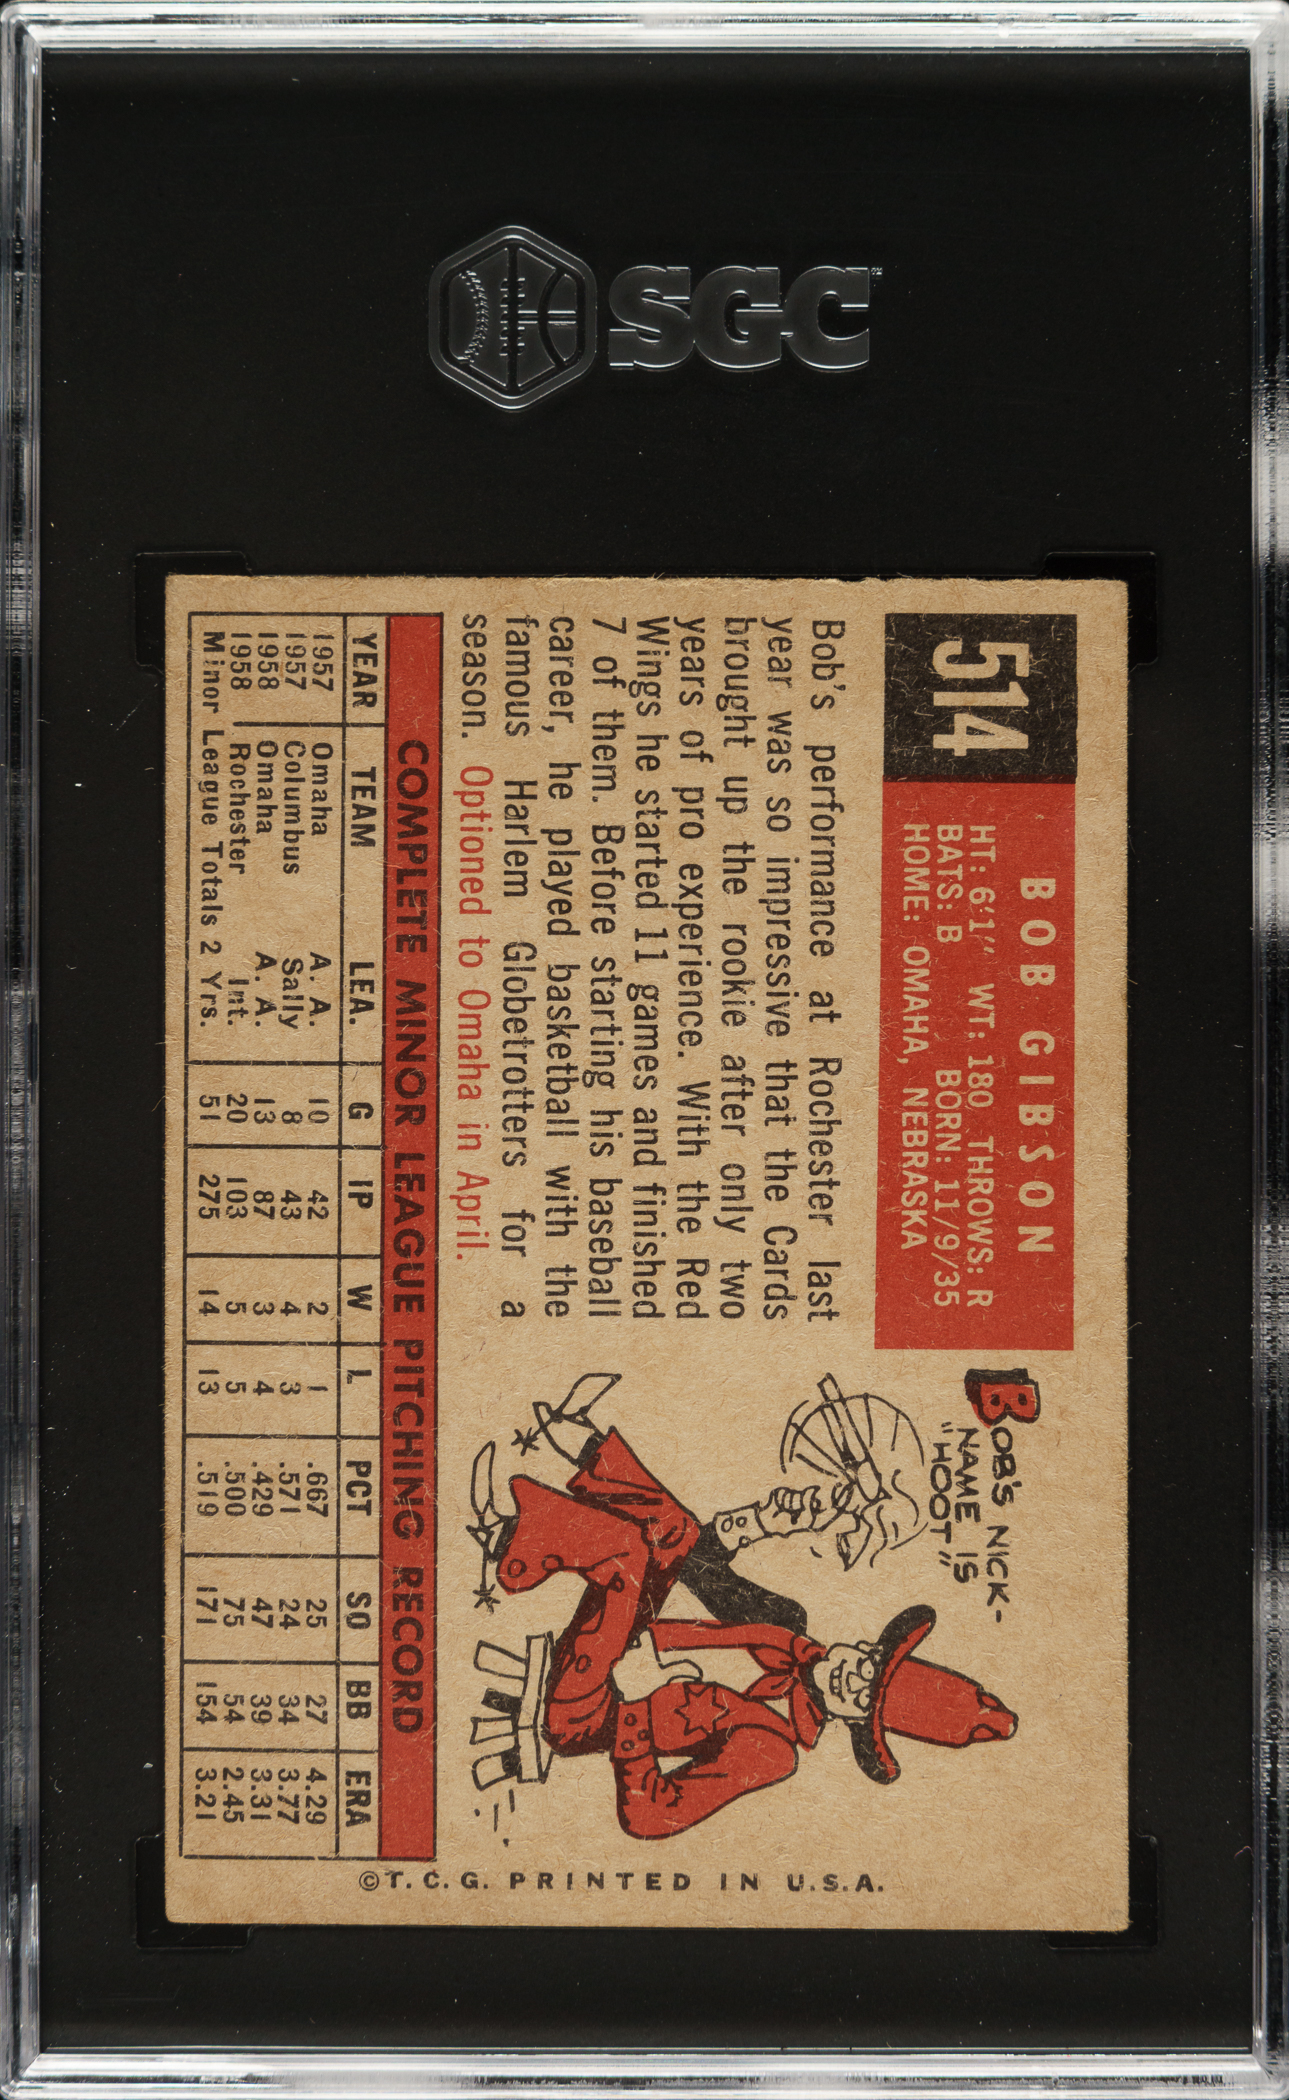 SGC
514
BOB GIBSON
HT: 6'1" WT: 180 THROWS: R
BATS: B BORN: 11/9/35
HOME: OMAHA, NEBRASKA
Bob's performance at Rochester last
year was so impressive that the Cards
brought up the rookie after only two
years of pro experience. With the Red
Wings he started 11 games and finished
7 of them. Before starting his baseball
career, he played basketball with the
famous Harlem Globetrotters for a
season. Optioned to Omaha in April.
BOB'S NICK-
NAME IS
"HOOT"
COMPLETE MINOR LEAGUE PITCHING RECORD
YEAR TEAM LEA. G IP W L PCT SO BB ERA
1957 Omaha A. A. 10 42 2 1 .667 25 27 4.29
1957 Columbus Sally 8 43 4 3 .571 24 34 3.77
1958 Omaha A. A. 13 87 3 4 .429 47 39 3.31
1958 Rochester Int. 20 103 5 5 .500 75 54 2.45
Minor League Totals 2 Yrs. 51 275 14 13 .519 171 154 3.21
©T.C.G. PRINTED IN U.S.A.